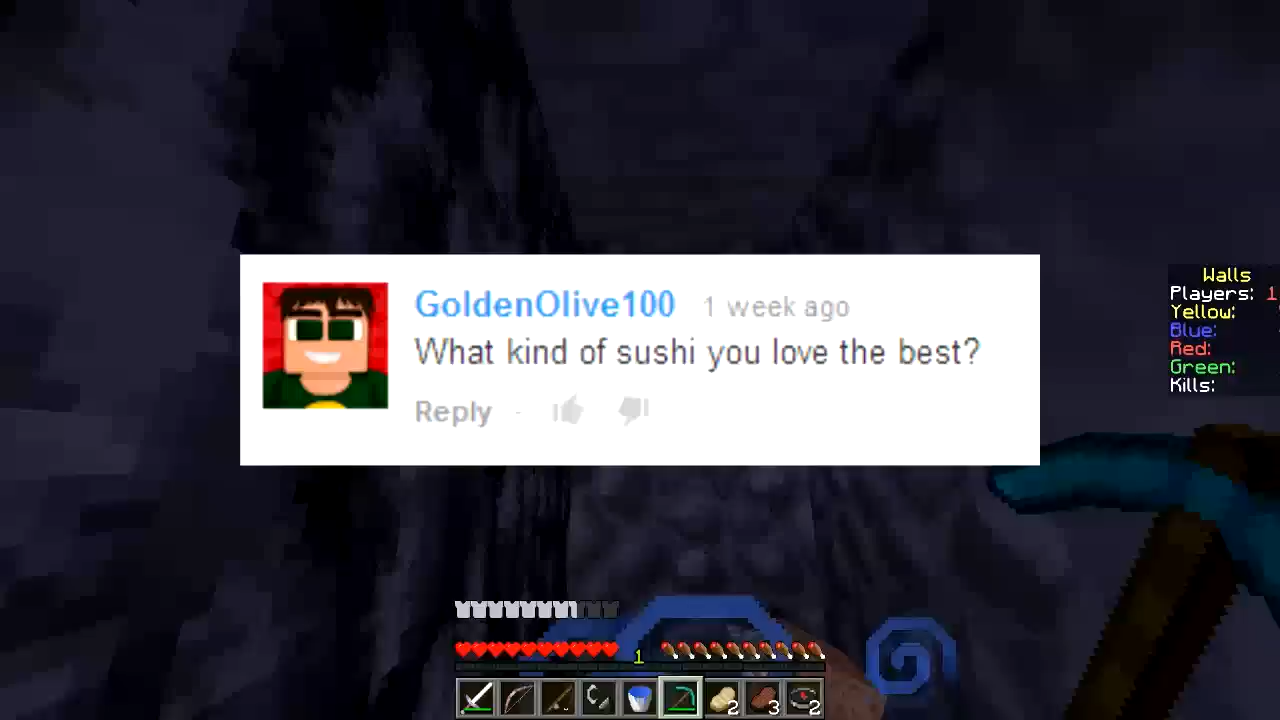 GoldenOlive100 1 week ago
What kind of sushi you love the best?
Reply
Walls
Players: 1
Yellow:
Blue:
Red:
Green:
Kills:
1
2 3 2